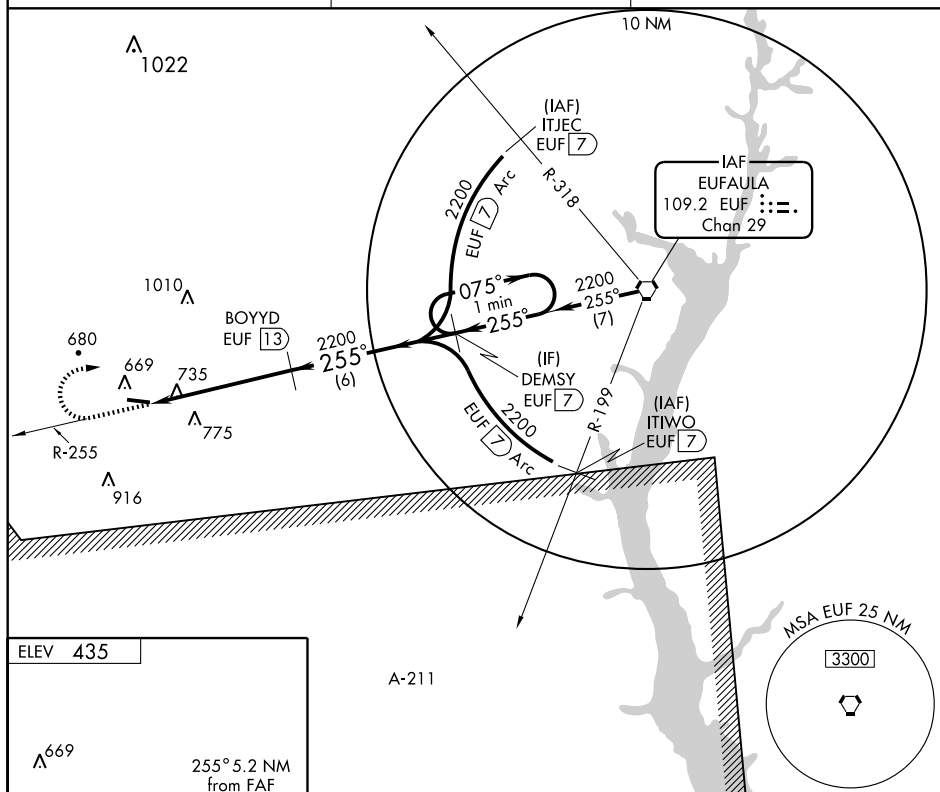 10 NM
1022
(IAF)
ITJEC
EUF 7
R-318
2200
EUF 7 Arc
IAF
EUFAULA
109.2 EUF
Chan 29
075°
1 min
255°
2200
255°
(7)
1010
BOYYD
EUF 13
2200
255°
(6)
680
669
735
775
R-255
916
(IF)
DEMSY
EUF 7
2200
EUF 7 Arc
R-199
(IAF)
ITIWO
EUF 7
MSA EUF 25 NM
3300
A-211
ELEV 435
669
255° 5.2 NM
from FAF